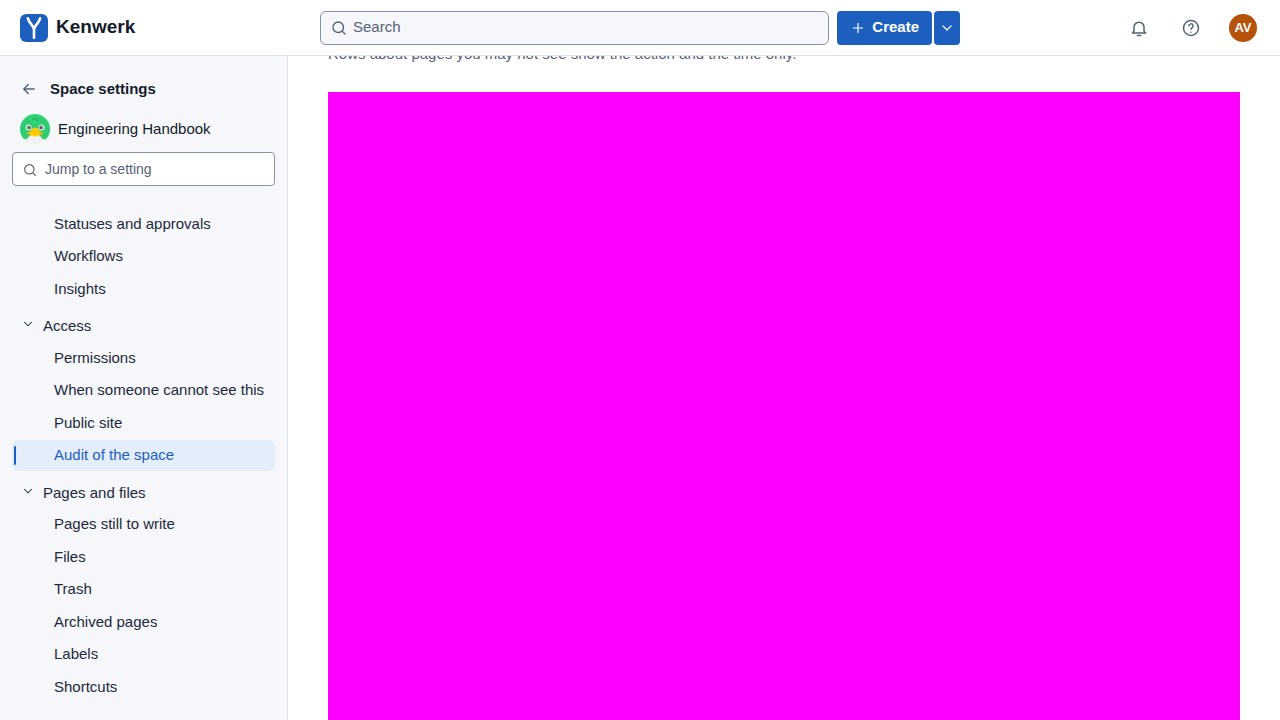 Kenwerk
Search
Create
AV
Space settings
Engineering Handbook
Jump to a setting
Rows about pages you may not see show the action and the time only.
Statuses and approvals
Workflows
Insights
Access
Permissions
When someone cannot see this
Public site
Audit of the space
Pages and files
Pages still to write
Files
Trash
Archived pages
Labels
Shortcuts